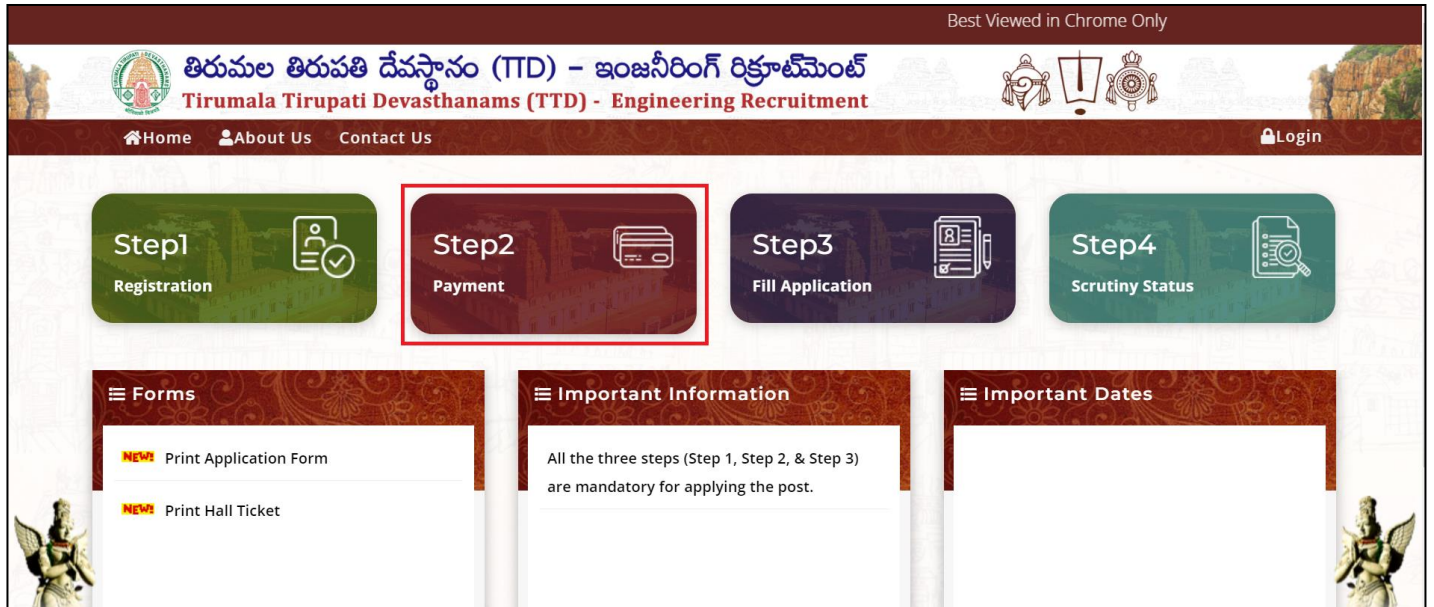 Best Viewed in Chrome Only
తిరుమల తిరుపతి దేవస్థానం (TTD) – ఇంజనీరింగ్ రిక్రూట్‌మెంట్
Tirumala Tirupati Devasthanams (TTD) - Engineering Recruitment
Home About Us Contact Us Login
Step1 Step2 Step3 Step4
Registration Payment Fill Application Scrutiny Status
Forms Important Information Important Dates
NEW! Print Application Form
All the three steps (Step 1, Step 2, & Step 3)
are mandatory for applying the post.
NEW! Print Hall Ticket